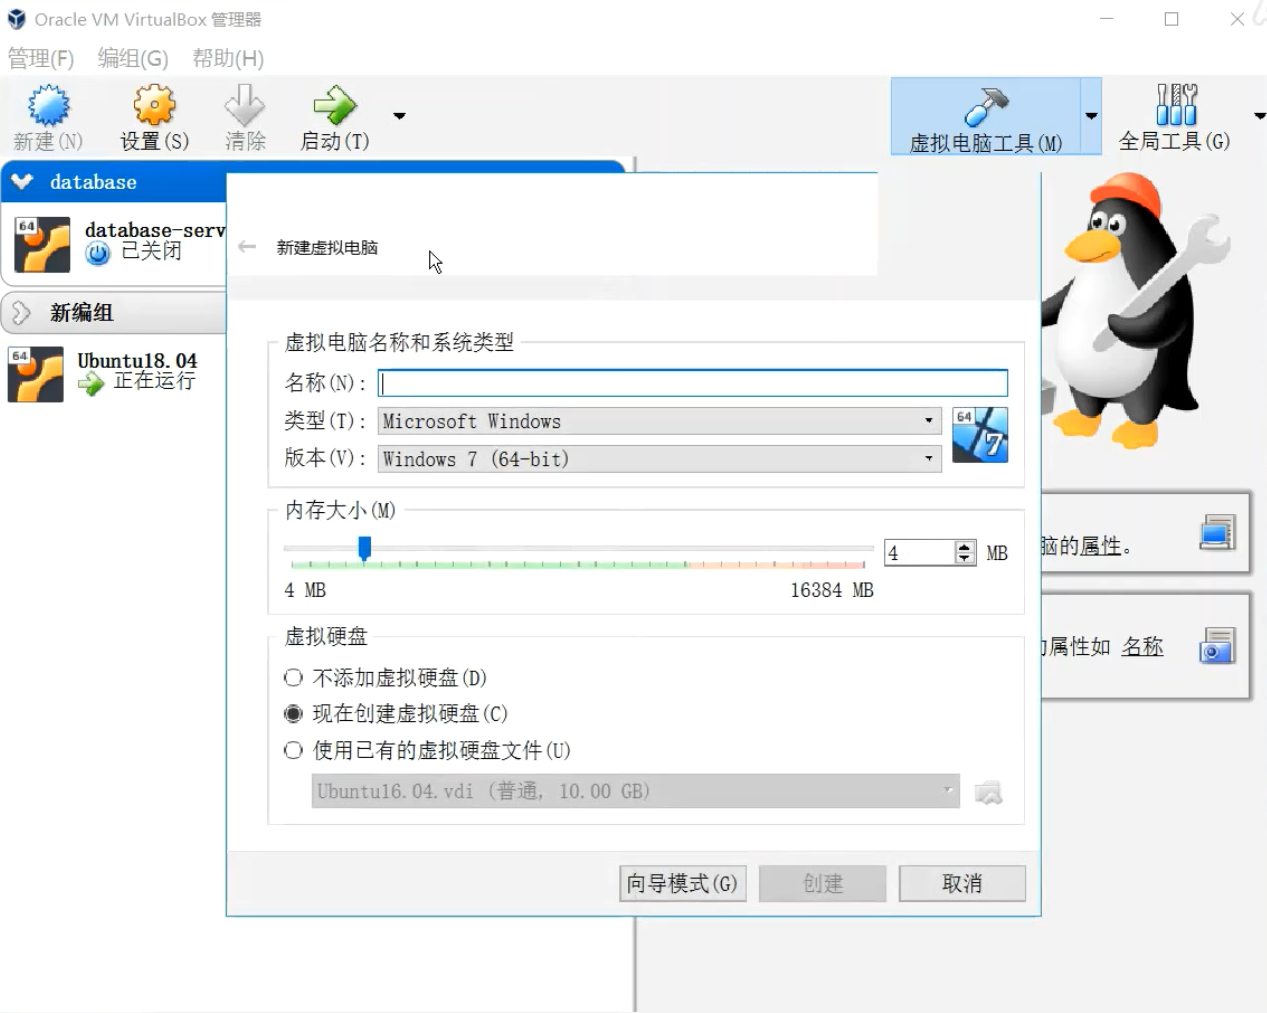 Oracle VM VirtualBox 管理器
管理(F) 编组(G) 帮助(H)
新建(N) 设置(S) 清除 启动(T) 虚拟电脑工具(M) 全局工具(G)
database
64
database-serv
已关闭
新编组
64
Ubuntu18.04
正在运行
新建虚拟电脑
虚拟电脑名称和系统类型
名称(N):
类型(T): Microsoft Windows
版本(V): Windows 7 (64-bit)
64
7
内存大小(M)
4 MB
4 MB 16384 MB
虚拟硬盘
不添加虚拟硬盘(D)
现在创建虚拟硬盘(C)
使用已有的虚拟硬盘文件(U)
Ubuntu16.04.vdi (普通, 10.00 GB)
向导模式(G) 创建 取消
脑的属性。
属性如 名称